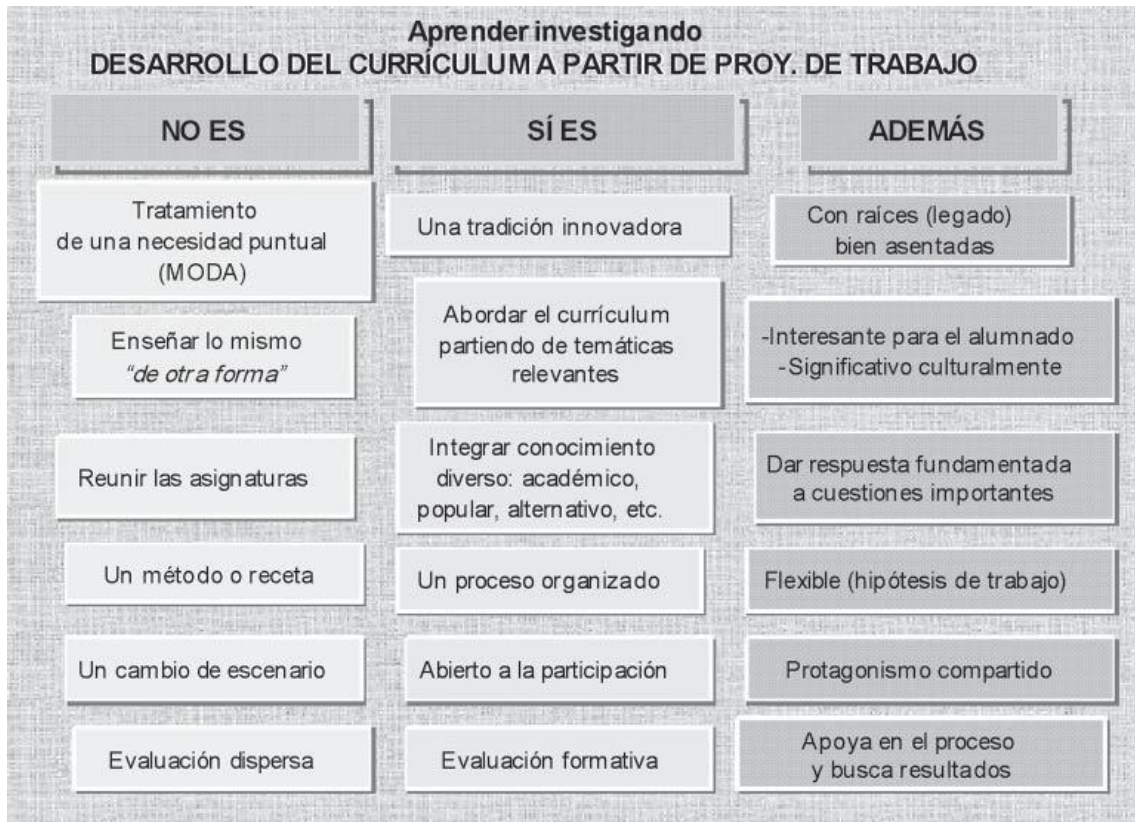 Aprender investigando
DESARROLLO DEL CURRÍCULUM A PARTIR DE PROY. DE TRABAJO
NO ES
SÍ ES
ADEMÁS
Tratamiento
de una necesidad puntual
(MODA)
Una tradición innovadora
Con raíces (legado)
bien asentadas
Enseñar lo mismo
“de otra forma”
Abordar el currículum
partiendo de temáticas
relevantes
-Interesante para el alumnado
-Significativo culturalmente
Reunir las asignaturas
Integrar conocimiento
diverso: académico,
popular, alternativo, etc.
Dar respuesta fundamentada
a cuestiones importantes
Un método o receta
Un proceso organizado
Flexible (hipótesis de trabajo)
Un cambio de escenario
Abierto a la participación
Protagonismo compartido
Evaluación dispersa
Evaluación formativa
Apoya en el proceso
y busca resultados